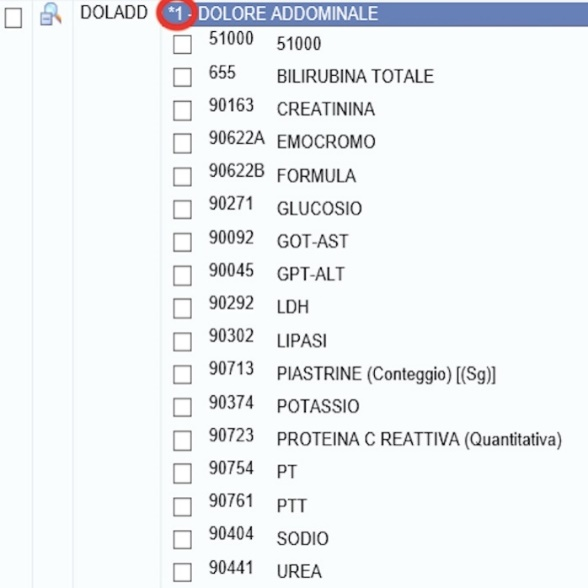 DOLADD *1 - DOLORE ADDOMINALE
51000 51000
655 BILIRUBINA TOTALE
90163 CREATININA
90622A EMOCROMO
90622B FORMULA
90271 GLUCOSIO
90092 GOT-AST
90045 GPT-ALT
90292 LDH
90302 LIPASI
90713 PIASTRINE (Conteggio) [(Sg)]
90374 POTASSIO
90723 PROTEINA C REATTIVA (Quantitativa)
90754 PT
90761 PTT
90404 SODIO
90441 UREA